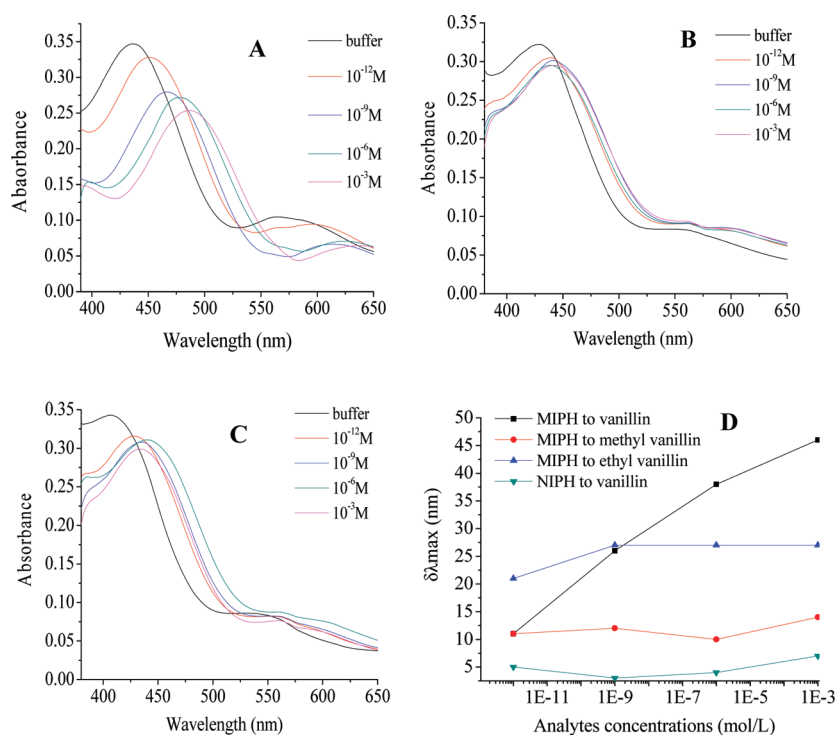 A
buffer
10⁻¹²M
10⁻⁹M
10⁻⁶M
10⁻³M
0.35
0.30
0.25
0.20
0.15
0.10
0.05
0.00
Abaorbance
400 450 500 550 600 650
Wavelength (nm)
B
buffer
10⁻¹²M
10⁻⁹M
10⁻⁶M
10⁻³M
0.35
0.30
0.25
0.20
0.15
0.10
0.05
0.00
Absorbance
400 450 500 550 600 650
Wavelength (nm)
C
buffer
10⁻¹²M
10⁻⁹M
10⁻⁶M
10⁻³M
0.35
0.30
0.25
0.20
0.15
0.10
0.05
0.00
Absorbance
400 450 500 550 600 650
Wavelength (nm)
D
MIPH to vanillin
MIPH to methyl vanillin
MIPH to ethyl vanillin
NIPH to vanillin
50
45
40
35
30
25
20
15
10
5
δλmax (nm)
1E-11 1E-9 1E-7 1E-5 1E-3
Analytes concentrations (mol/L)